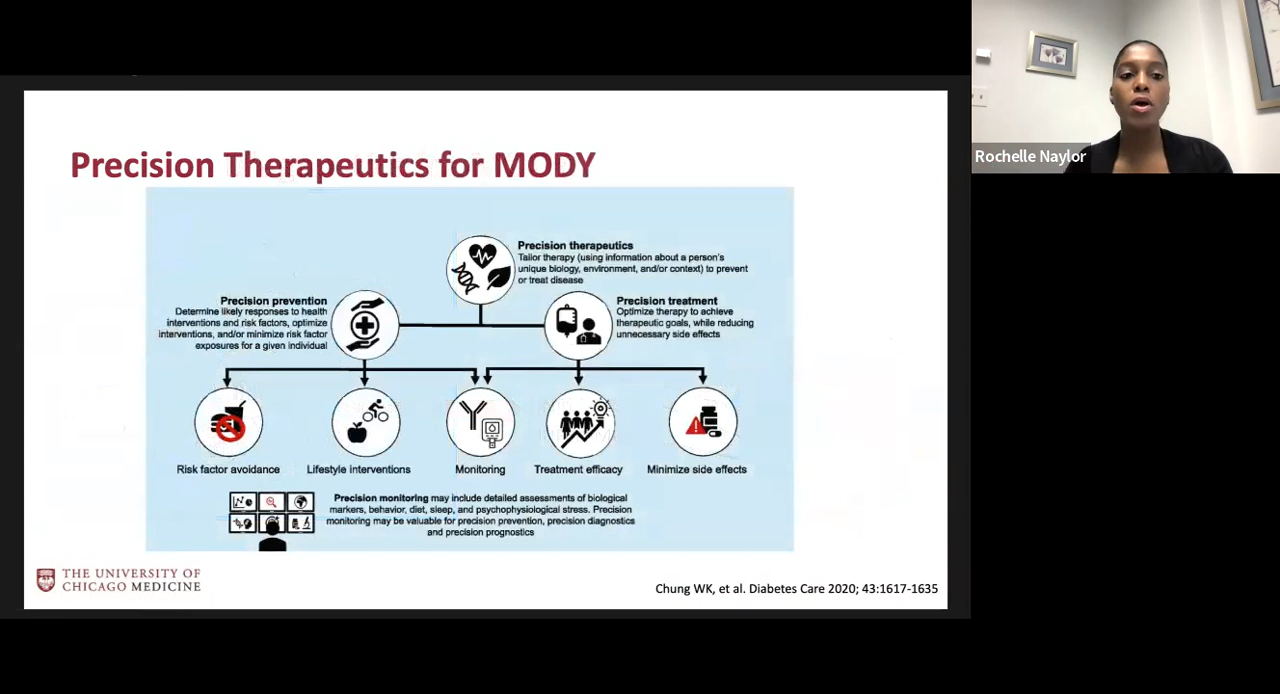 Precision Therapeutics for MODY
Precision therapeutics
Tailor therapy (using information about a person's
unique biology, environment, and/or context) to prevent
or treat disease
Precision prevention
Determine likely responses to health
interventions and risk factors, optimize
interventions, and/or minimize risk factor
exposures for a given individual
Precision treatment
Optimize therapy to achieve
therapeutic goals, while reducing
unnecessary side effects
Risk factor avoidance
Lifestyle interventions
Monitoring
Treatment efficacy
Minimize side effects
Precision monitoring may include detailed assessments of biological
markers, behavior, diet, sleep, and psychophysiological stress. Precision
monitoring may be valuable for precision prevention, precision diagnostics
and precision prognostics
THE UNIVERSITY OF
CHICAGO MEDICINE
Chung WK, et al. Diabetes Care 2020; 43:1617-1635
Rochelle Naylor